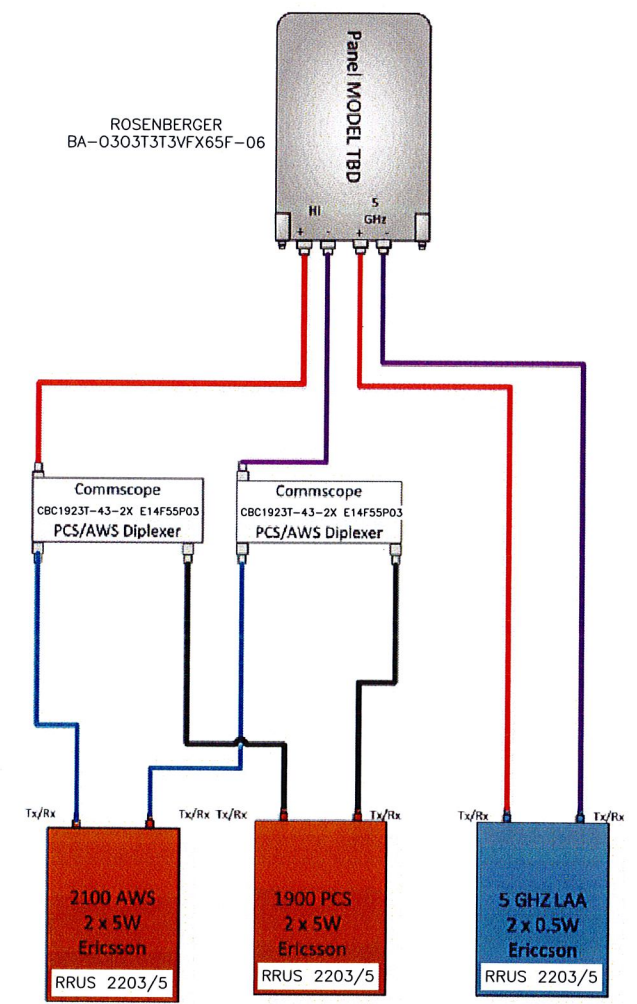 Panel MODEL TBD
ROSENBERGER
BA-0303T3T3VFX65F-06
HI
5
GHz
+ - + -
Commscope
CBC1923T-43-2X E14F55P03
PCS/AWS Diplexer
Commscope
CBC1923T-43-2X E14F55P03
PCS/AWS Diplexer
Tx/Rx Tx/Rx Tx/Rx Tx/Rx Tx/Rx Tx/Rx
2100 AWS
2 x 5W
Ericsson
RRUS 2203/5
1900 PCS
2 x 5W
Ericsson
RRUS 2203/5
5 GHZ LAA
2 x 0.5W
Ericcson
RRUS 2203/5